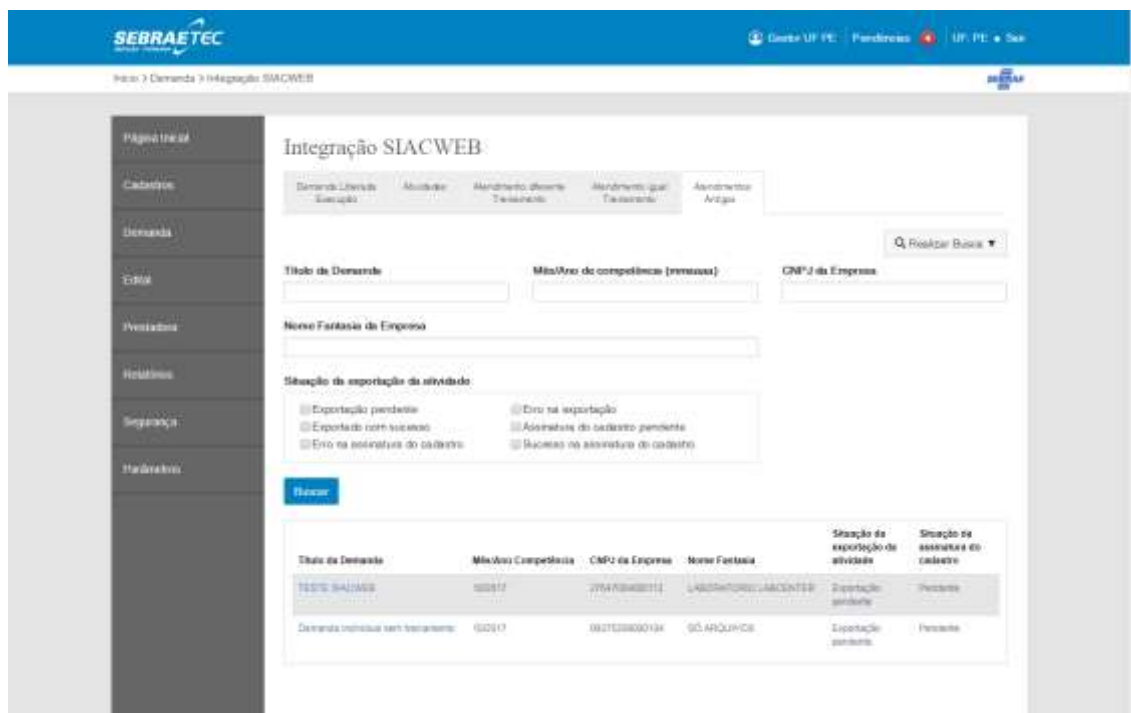 SEBRAETEC
Gestor UF PE Pendências UF: PE Sair
Início > Demanda > Integração SIACWEB
SEBRAE
Página Inicial
Cadastros
Demanda
Edital
Prestadora
Relatórios
Segurança
Parâmetros
Integração SIACWEB
Demanda Liberada
Execução
Atividades
Atendimento diferente
Treinamento
Atendimento igual
Treinamento
Atendimentos
Antigos
Realizar Busca ▼
Título da Demanda
Mês/Ano de competência (mmaaaa)
CNPJ da Empresa
Nome Fantasia da Empresa
Situação da exportação da atividade
Exportação pendente
Erro na exportação
Exportado com sucesso
Assinatura do cadastro pendente
Erro na assinatura do cadastro
Sucesso na assinatura do cadastro
Buscar
Título da Demanda
Mês/Ano Competência
CNPJ da Empresa
Nome Fantasia
Situação da
exportação da
atividade
Situação da
assinatura do
cadastro
TESTE SIACWEB
LABORATORIO LABCENTER
Exportação
pendente
Pendente
Demanda individual sem treinamento
SÓ ARQUIVOS
Exportação
pendente
Pendente